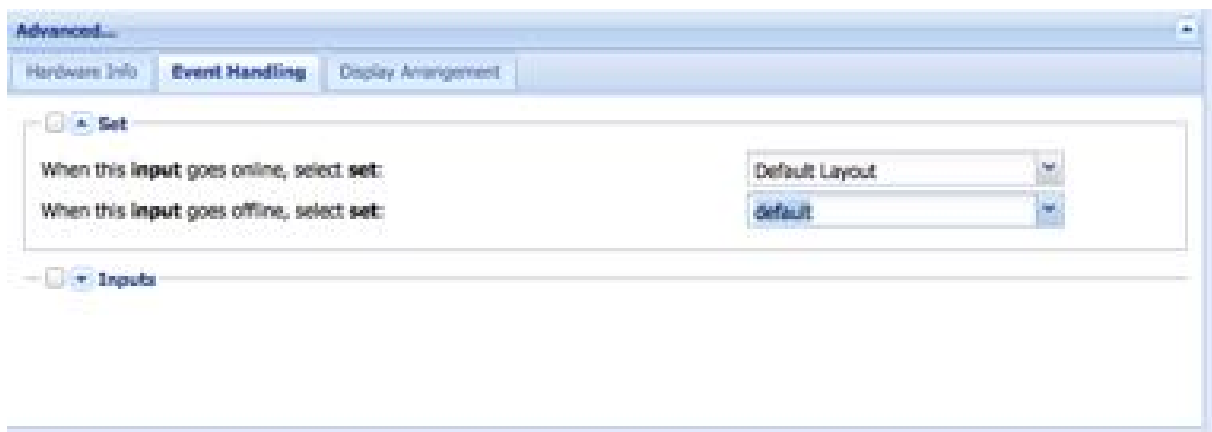 Advanced...
Hardware Info Event Handling Display Arrangement
Set
When this input goes online, select set: Default Layout
When this input goes offline, select set: default
Inputs